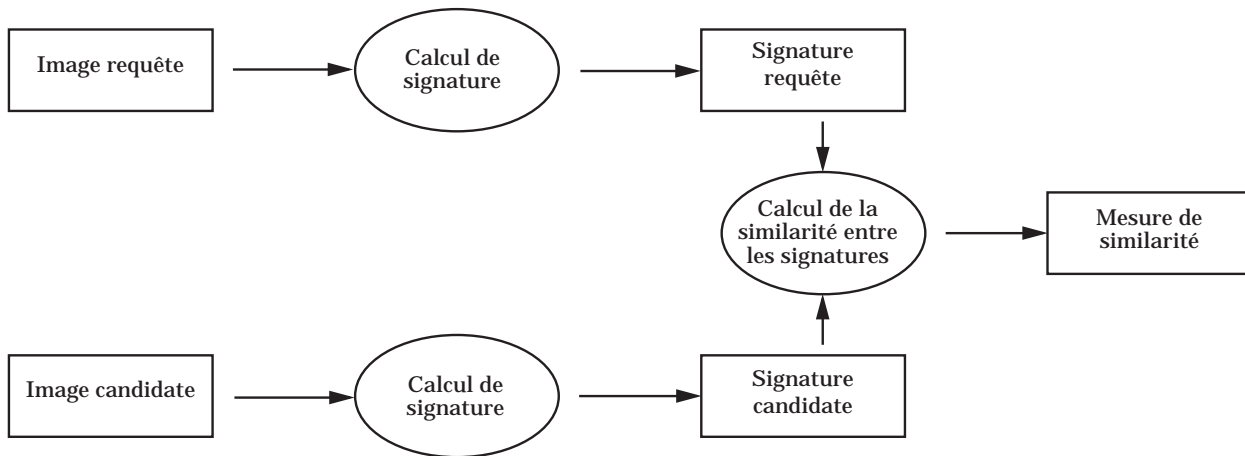 Image requête
Calcul de
signature
Signature
requête
Calcul de la
similarité entre
les signatures
Mesure de
similarité
Image candidate
Calcul de
signature
Signature
candidate